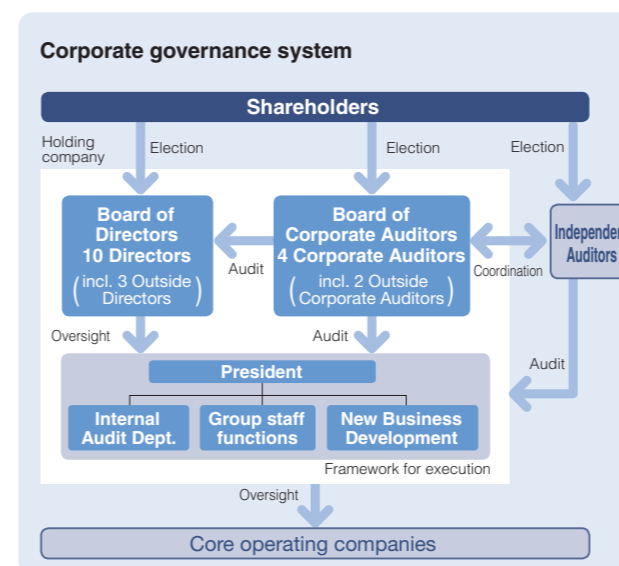 Corporate governance system
Shareholders
Holding
company
Election
Election
Election
Board of
Directors
10 Directors
(incl. 3 Outside
Directors)
Audit
Board of
Corporate Auditors
4 Corporate Auditors
(incl. 2 Outside
Corporate Auditors)
Coordination
Independen
Auditors
Oversight
Audit
Audit
President
Internal
Audit Dept.
Group staff
functions
New Business
Development
Framework for execution
Oversight
Core operating companies